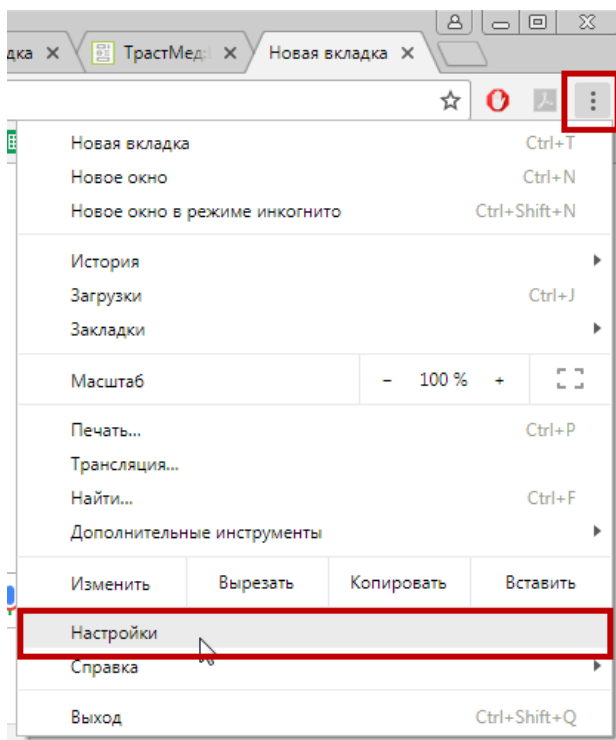 дка ТрастМед: Новая вкладка
Новая вкладка Ctrl+T
Новое окно Ctrl+N
Новое окно в режиме инкогнито Ctrl+Shift+N
История
Загрузки Ctrl+J
Закладки
Масштаб - 100 % +
Печать... Ctrl+P
Трансляция...
Найти... Ctrl+F
Дополнительные инструменты
Изменить Вырезать Копировать Вставить
Настройки
Справка
Выход Ctrl+Shift+Q